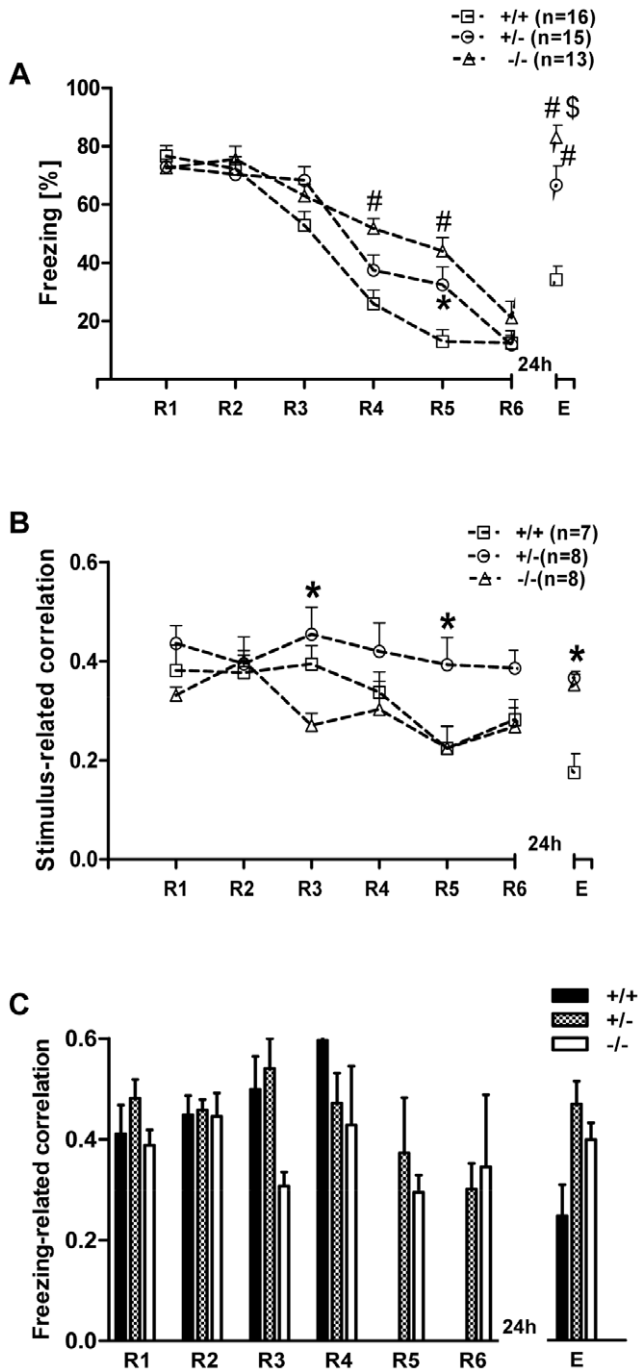 +/+ (n=16)
+/- (n=15)
-/- (n=13)
A
Freezing [%]
100
80
60
40
20
# $
#
# #
*
24h
R1 R2 R3 R4 R5 R6 E
B
+/+ (n=7)
+/-(n=8)
-/-(n=8)
Stimulus-related correlation
0.6
0.4
0.2
0.0
* * *
24h
R1 R2 R3 R4 R5 R6 E
C
+/+
+/-
-/-
Freezing-related correlation
0.6
0.4
0.2
0.0
24h
R1 R2 R3 R4 R5 R6 E